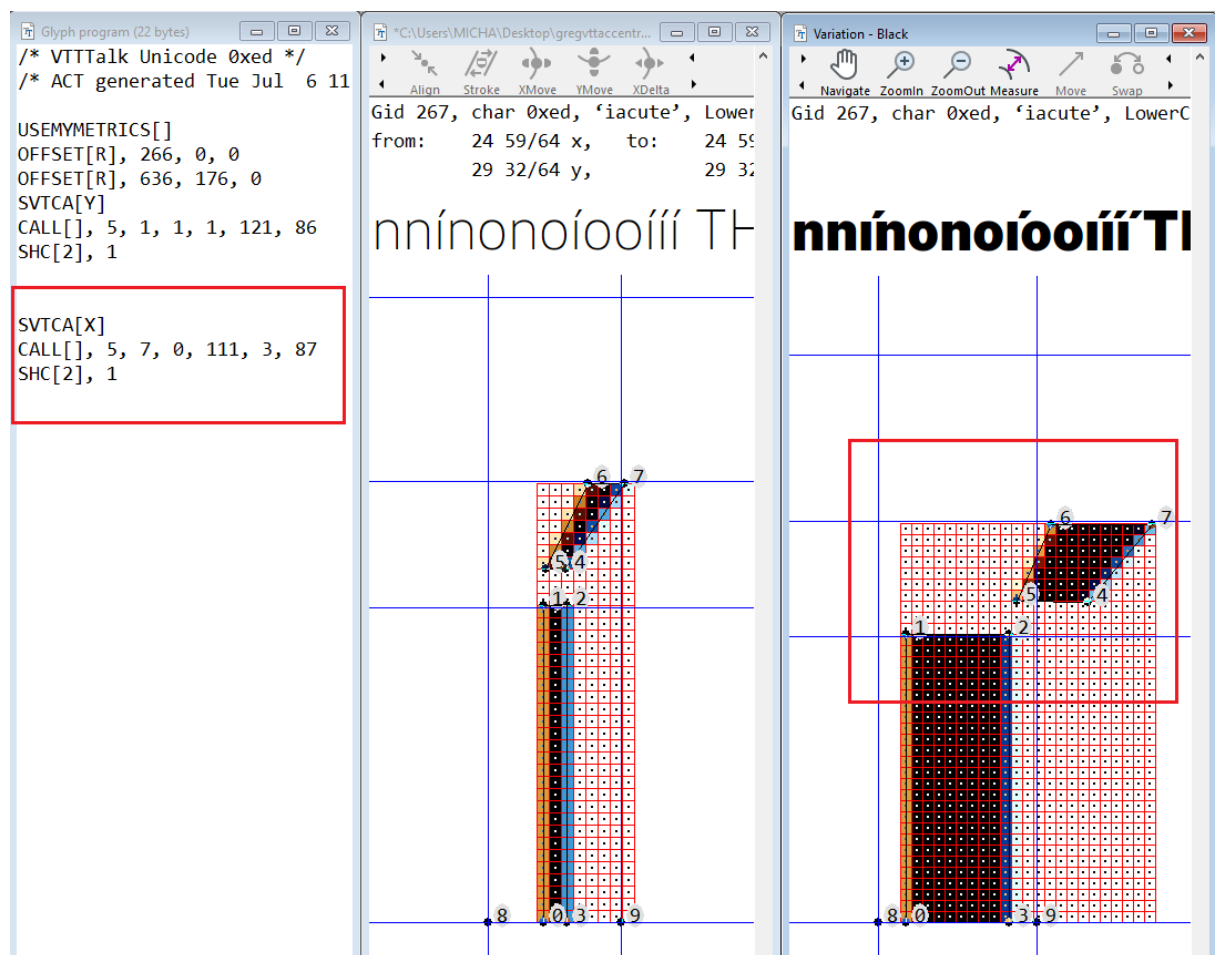 Glyph program (22 bytes)
/* VTTTalk Unicode 0xed */
/* ACT generated Tue Jul 6 11
USEMYMETRICS[]
OFFSET[R], 266, 0, 0
OFFSET[R], 636, 176, 0
SVTCA[Y]
CALL[], 5, 1, 1, 1, 121, 86
SHC[2], 1
SVTCA[X]
CALL[], 5, 7, 0, 111, 3, 87
SHC[2], 1
*C:\Users\MICHA\Desktop\gregvttaccentr...
Align Stroke XMove YMove XDelta
Gid 267, char 0xed, ‘iacute’, Lower
from: 24 59/64 x, to: 24 59
29 32/64 y, 29 32
nnínonoíooííí TH
6 7
5 4
1 2
8 0 3 9
Variation - Black
Navigate ZoomIn ZoomOut Measure Move Swap
Gid 267, char 0xed, ‘iacute’, LowerC
nnínonoíooííí T
6 7
5 4
1 2
8 0 3 9